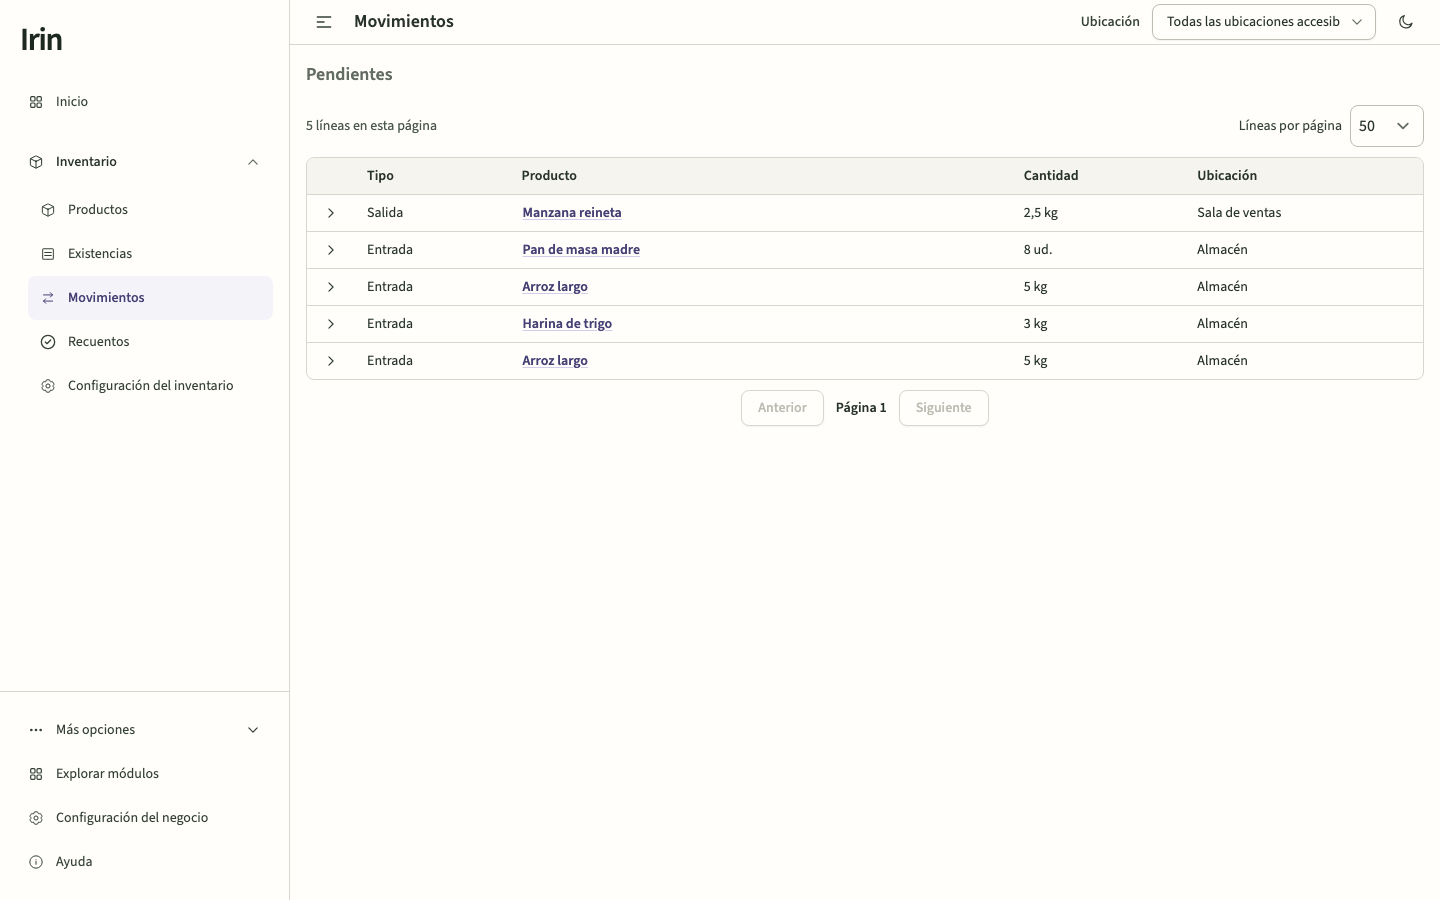 Irin
Inicio
Inventario
Productos
Existencias
Movimientos
Recuentos
Configuración del inventario
Más opciones
Explorar módulos
Configuración del negocio
Ayuda
Movimientos
Ubicación Todas las ubicaciones accesib
Pendientes
5 líneas en esta página
Líneas por página 50
Tipo Producto Cantidad Ubicación
Salida Manzana reineta 2,5 kg Sala de ventas
Entrada Pan de masa madre 8 ud. Almacén
Entrada Arroz largo 5 kg Almacén
Entrada Harina de trigo 3 kg Almacén
Entrada Arroz largo 5 kg Almacén
Anterior Página 1 Siguiente